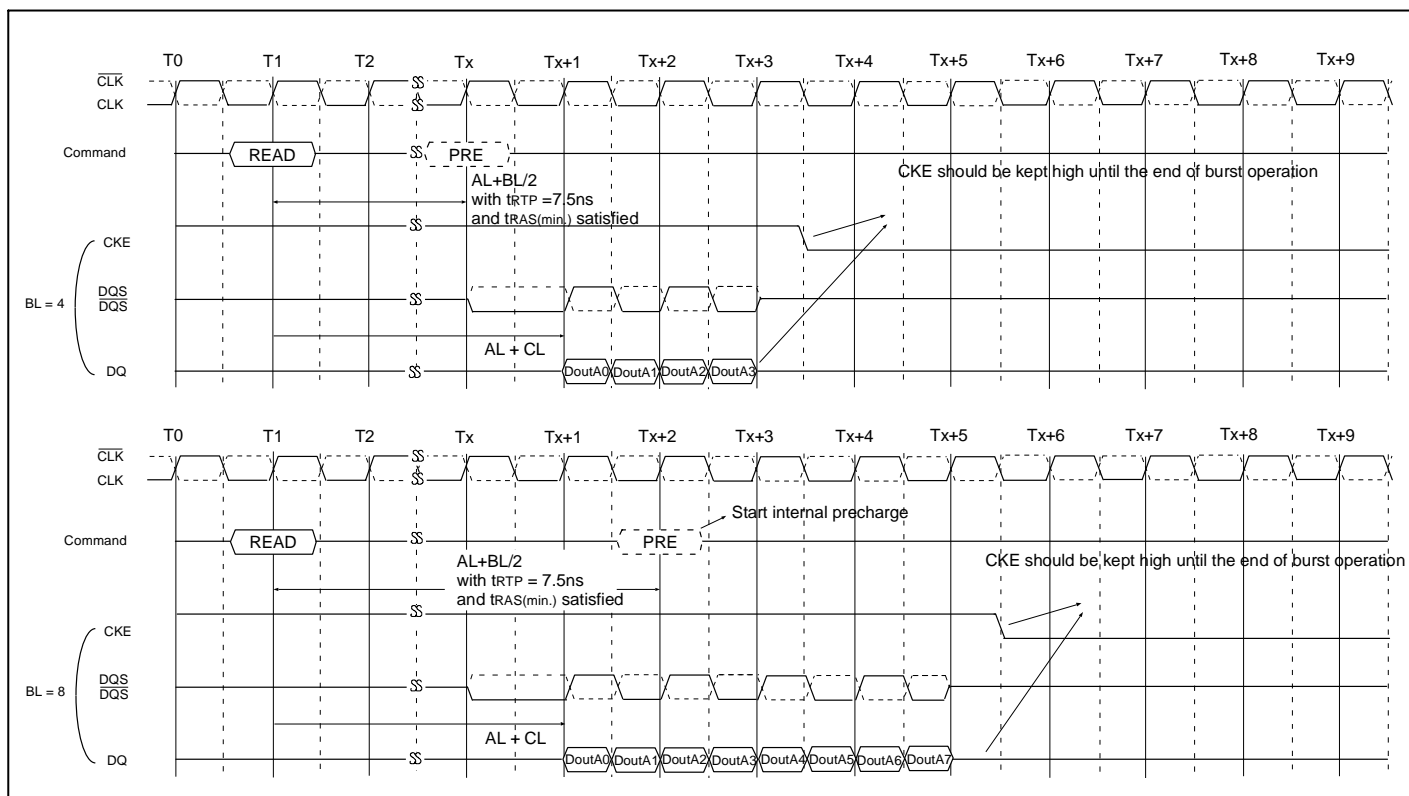 T0 T1 T2 Tx Tx+1 Tx+2 Tx+3 Tx+4 Tx+5 Tx+6 Tx+7 Tx+8 Tx+9
CLK
CLK
Command READ PRE
CKE should be kept high until the end of burst operation
AL+BL/2
with tRTP =7.5ns
and tRAS(min.) satisfied
CKE
BL = 4
DQS
DQS
AL + CL
DQ DoutA0 DoutA1 DoutA2 DoutA3
T0 T1 T2 Tx Tx+1 Tx+2 Tx+3 Tx+4 Tx+5 Tx+6 Tx+7 Tx+8 Tx+9
CLK
CLK
Start internal precharge
Command READ PRE
AL+BL/2
with tRTP = 7.5ns
and tRAS(min.) satisfied
CKE should be kept high until the end of burst operation
CKE
BL = 8
DQS
DQS
AL + CL
DQ DoutA0 DoutA1 DoutA2 DoutA3 DoutA4 DoutA5 DoutA6 DoutA7